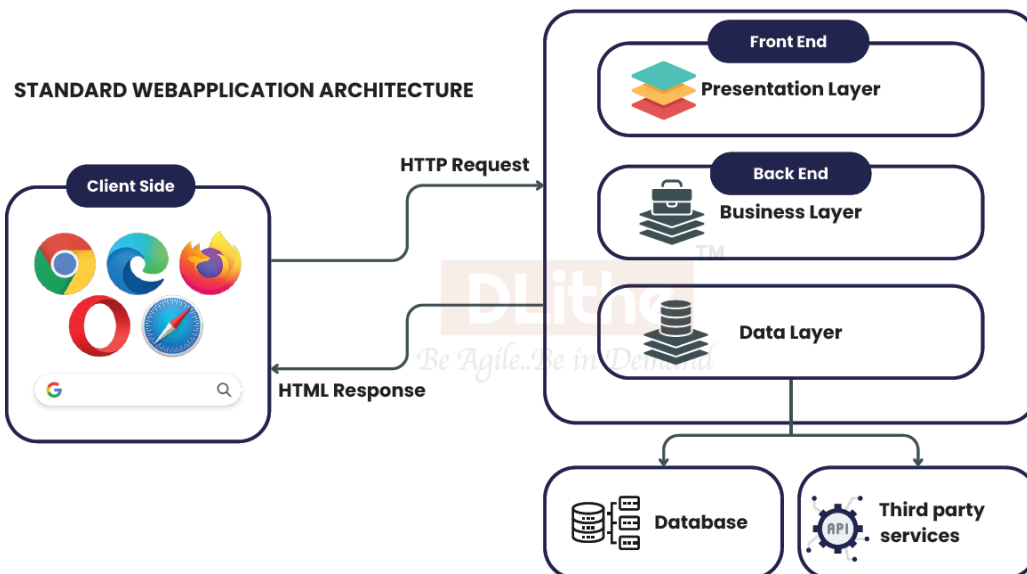 STANDARD WEBAPPLICATION ARCHITECTURE
Client Side
HTTP Request
HTML Response
Front End
Presentation Layer
Back End
Business Layer
Data Layer
DLithe
TM
Be Agile..Be in Demand
Database
API
Third party
services